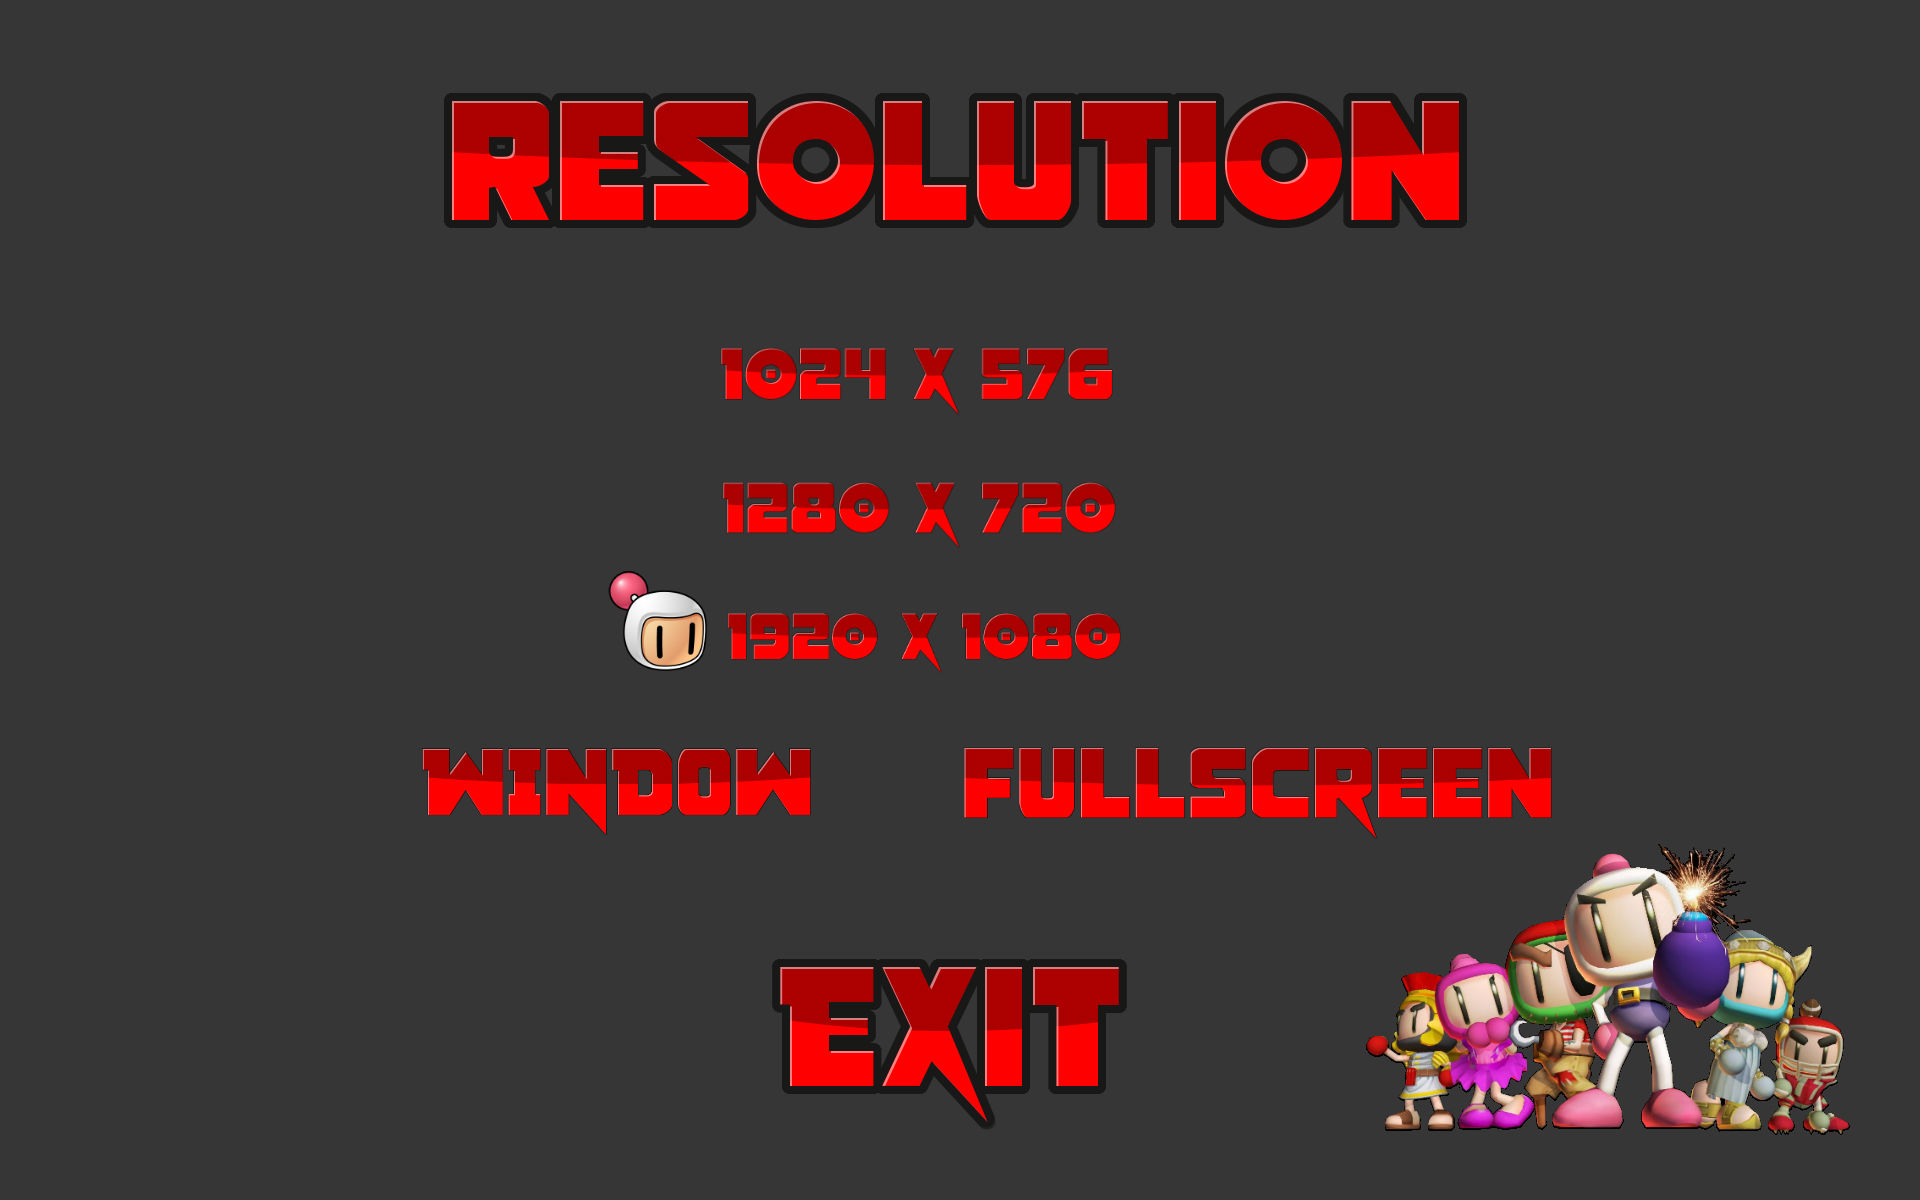 RESOLUTION
1024 X 576
1280 X 720
1920 X 1080
WINDOW FULLSCREEN
EXIT